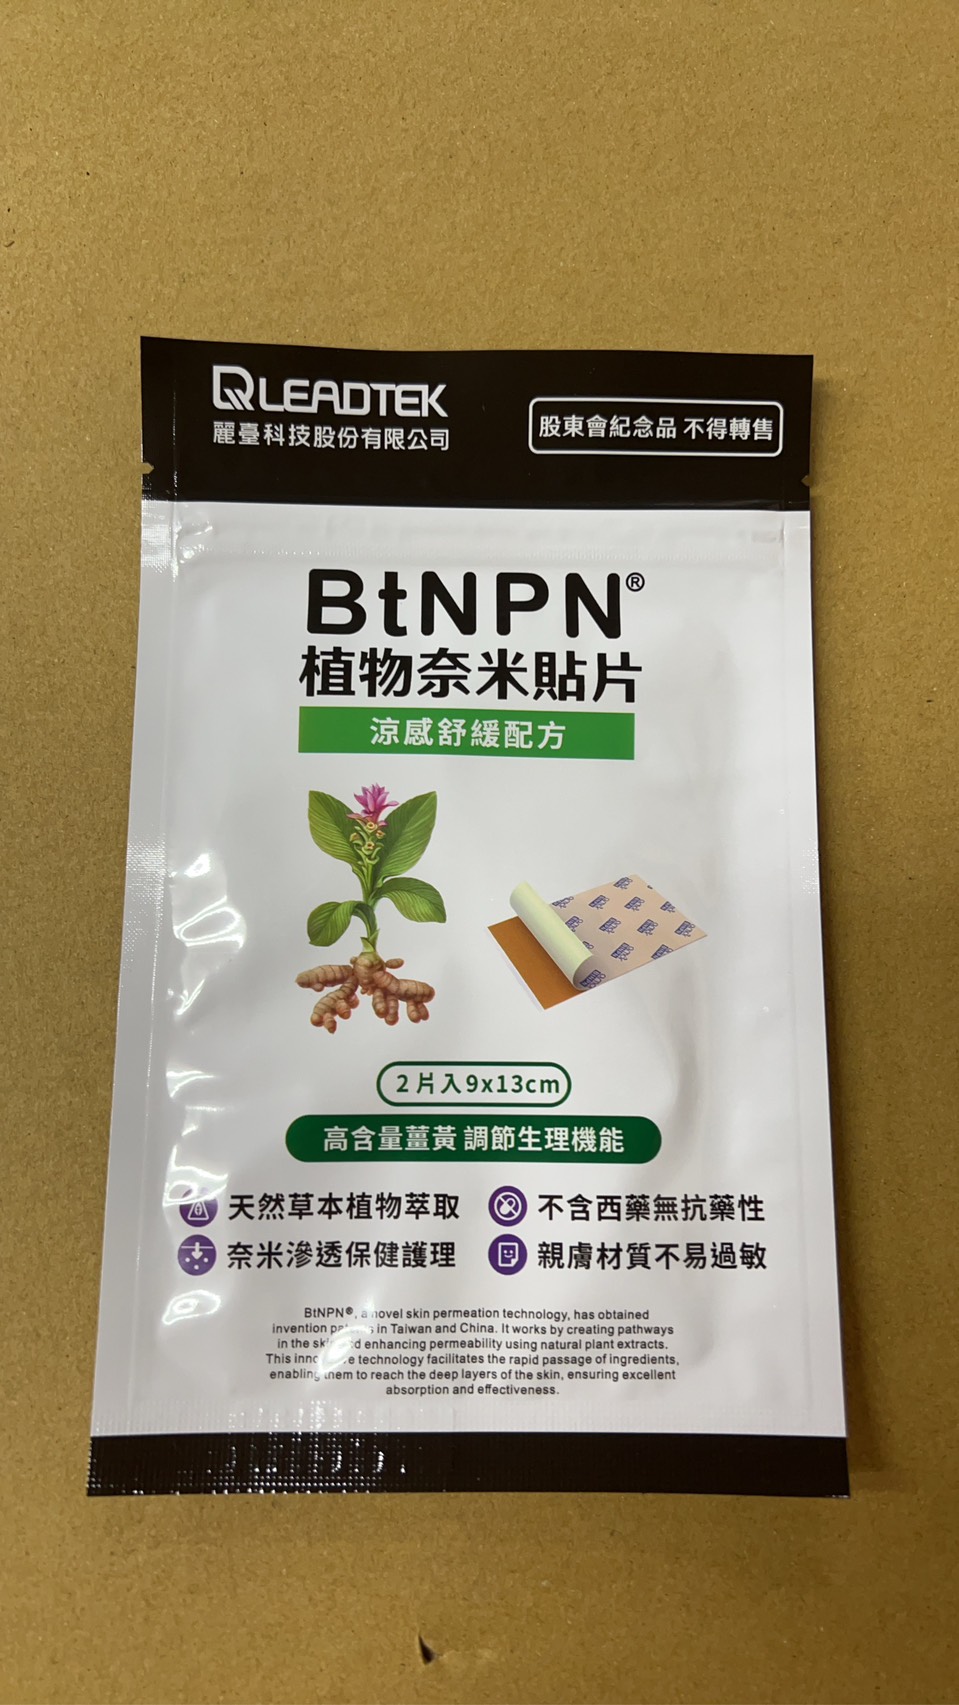 LEADTEK
麗臺科技股份有限公司
股東會紀念品 不得轉售
BtNPN®
植物奈米貼片
涼感舒緩配方
2片入9x13cm
高含量薑黃 調節生理機能
天然草本植物萃取
不含西藥無抗藥性
奈米滲透保健護理
親膚材質不易過敏
BtNPN®, a novel skin permeation technology, has obtained
invention in Taiwan and China. It works by creating pathways
in the enhancing permeability using natural plant extracts.
This technology facilitates the rapid passage of ingredients,
enabling them to reach the deep layers of the skin, ensuring excellent
absorption and effectiveness.